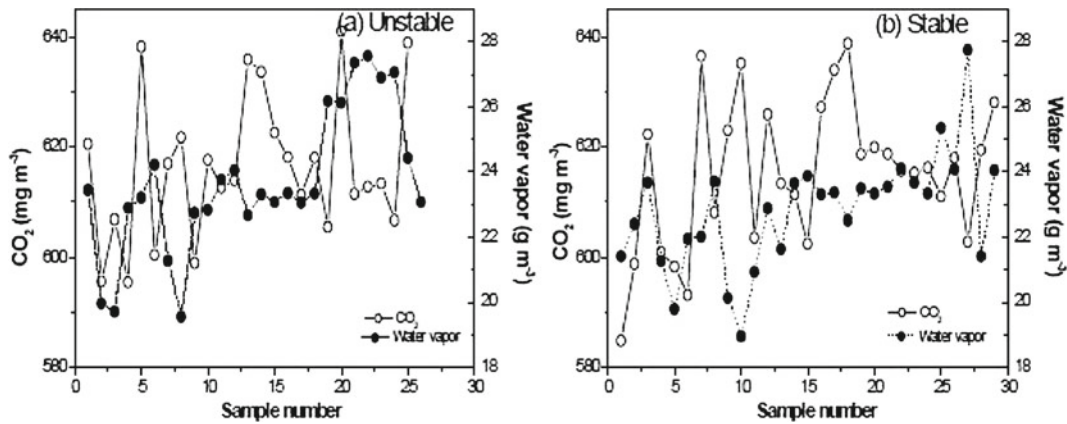 (a) Unstable
640
620
600
580
CO2 (mg m⁻³)
28
26
24
22
20
18
Water vapor (g m⁻³)
CO2
Water vapor
0 5 10 15 20 25 30
Sample number
(b) Stable
640
620
600
580
CO2 (mg m⁻³)
28
26
24
22
20
18
Water vapor (g m⁻³)
CO2
Water vapor
0 5 10 15 20 25 30
Sample number